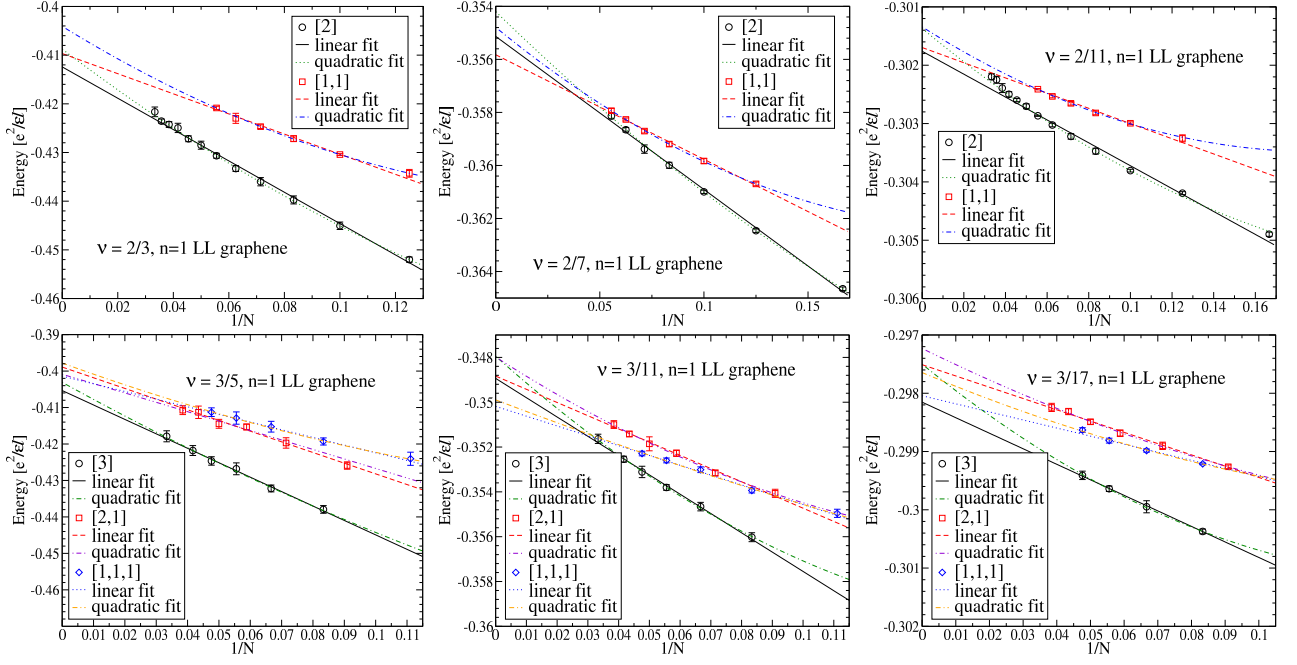 -0.4
-0.41
-0.42
-0.43
-0.44
-0.45
-0.46
Energy [e²/εl]
0 0.02 0.04 0.06 0.08 0.1 0.12
1/N
[2]
linear fit
quadratic fit
[1,1]
linear fit
quadratic fit
ν = 2/3, n=1 LL graphene
-0.354
-0.356
-0.358
-0.36
-0.362
-0.364
Energy [e²/εl]
0 0.05 0.1 0.15
1/N
[2]
linear fit
quadratic fit
[1,1]
linear fit
quadratic fit
ν = 2/7, n=1 LL graphene
-0.301
-0.302
-0.303
-0.304
-0.305
-0.306
Energy [e²/εl]
0 0.02 0.04 0.06 0.08 0.1 0.12 0.14 0.16
1/N
ν = 2/11, n=1 LL graphene
[2]
linear fit
quadratic fit
[1,1]
linear fit
quadratic fit
-0.39
-0.4
-0.41
-0.42
-0.43
-0.44
-0.45
-0.46
Energy [e²/εl]
0 0.01 0.02 0.03 0.04 0.05 0.06 0.07 0.08 0.09 0.1 0.11
1/N
ν = 3/5, n=1 LL graphene
[3]
linear fit
quadratic fit
[2,1]
linear fit
quadratic fit
[1,1,1]
linear fit
quadratic fit
-0.348
-0.35
-0.352
-0.354
-0.356
-0.358
-0.36
Energy [e²/εl]
0 0.01 0.02 0.03 0.04 0.05 0.06 0.07 0.08 0.09 0.1 0.11
1/N
ν = 3/11, n=1 LL graphene
[3]
linear fit
quadratic fit
[2,1]
linear fit
quadratic fit
[1,1,1]
linear fit
quadratic fit
-0.297
-0.298
-0.299
-0.3
-0.301
-0.302
Energy [e²/εl]
0 0.01 0.02 0.03 0.04 0.05 0.06 0.07 0.08 0.09 0.1
1/N
ν = 3/17, n=1 LL graphene
[3]
linear fit
quadratic fit
[2,1]
linear fit
quadratic fit
[1,1,1]
linear fit
quadratic fit